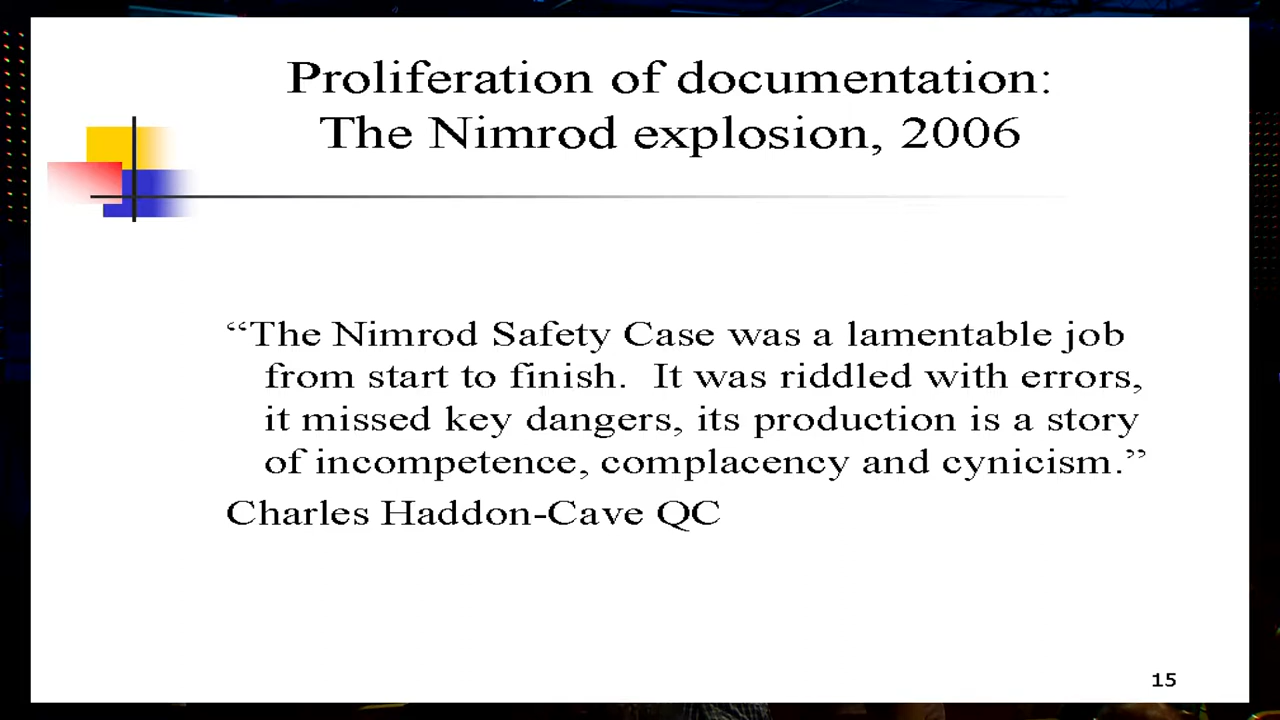 Proliferation of documentation:
The Nimrod explosion, 2006
“The Nimrod Safety Case was a lamentable job
from start to finish.  It was riddled with errors,
it missed key dangers, its production is a story
of incompetence, complacency and cynicism.”
Charles Haddon-Cave QC
15